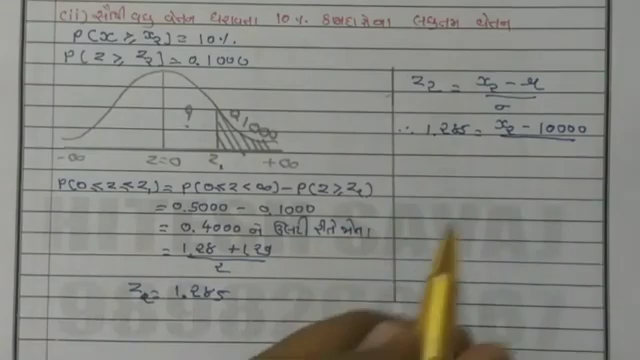 (ii) સૌથી વધુ વેતન ધરાવતા 10% કામદારોના લઘુત્તમ વેતન
P(x ≥ x₂) = 10%
P(z ≥ z₂) = 0.1000
? 0.1000
-∞ z=0 z₁ +∞
P(0≤z≤z₁) = P(0≤z<∞) - P(z≥z₁)
= 0.5000 - 0.1000
= 0.4000 ને ઉલટી રીતે જોતા
= 1.28 + 1.29
2
z₂ = 1.285
z₂ = x₂ - μ
σ
∴ 1.285 = x₂ - 10000